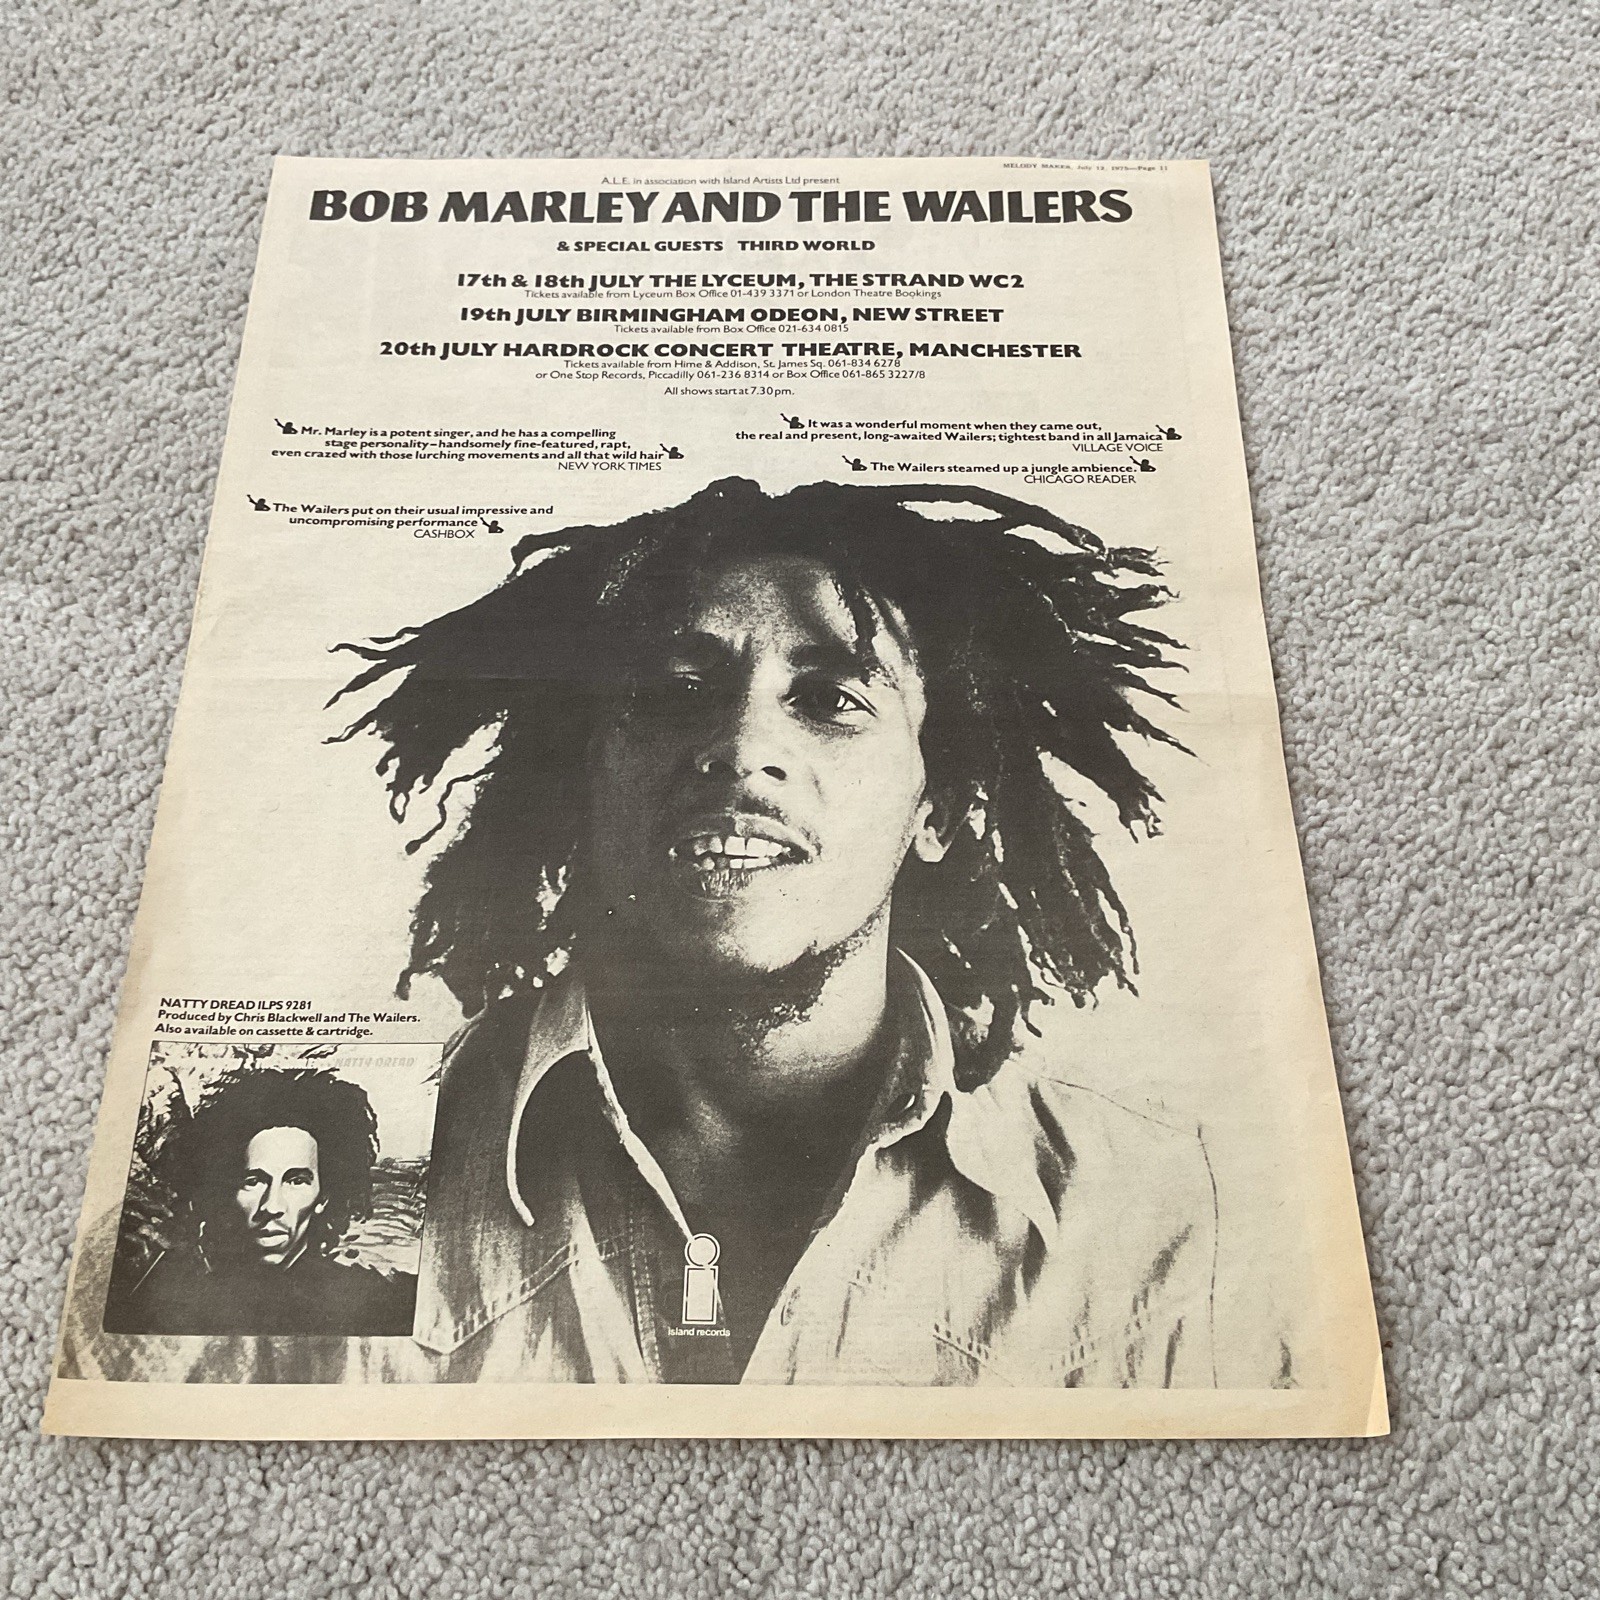 MELODY MAKER, July 12, 1975—Page 11
A.L.E. in association with Island Artists Ltd present
BOB MARLEY AND THE WAILERS
& SPECIAL GUESTS THIRD WORLD
17th & 18th JULY THE LYCEUM, THE STRAND WC2
Tickets available from Lyceum Box Office 01-439 3371 or London Theatre Bookings
19th JULY BIRMINGHAM ODEON, NEW STREET
Tickets available from Box Office 021-634 0815
20th JULY HARDROCK CONCERT THEATRE, MANCHESTER
Tickets available from Hime & Addison, St. James Sq. 061-834 6278
or One Stop Records, Piccadilly 061-236 8314 or Box Office 061-865 3227/8
All shows start at 7.30 pm.
Mr. Marley is a potent singer, and he has a compelling
stage personality–handsomely fine-featured, rapt,
even crazed with those lurching movements and all that wild hair
NEW YORK TIMES
It was a wonderful moment when they came out,
the real and present, long-awaited Wailers; tightest band in all Jamaica
VILLAGE VOICE
The Wailers steamed up a jungle ambience.
CHICAGO READER
The Wailers put on their usual impressive and
uncompromising performance
CASHBOX
NATTY DREAD ILPS 9281
Produced by Chris Blackwell and The Wailers.
Also available on cassette & cartridge.
NATTY DREAD
island records